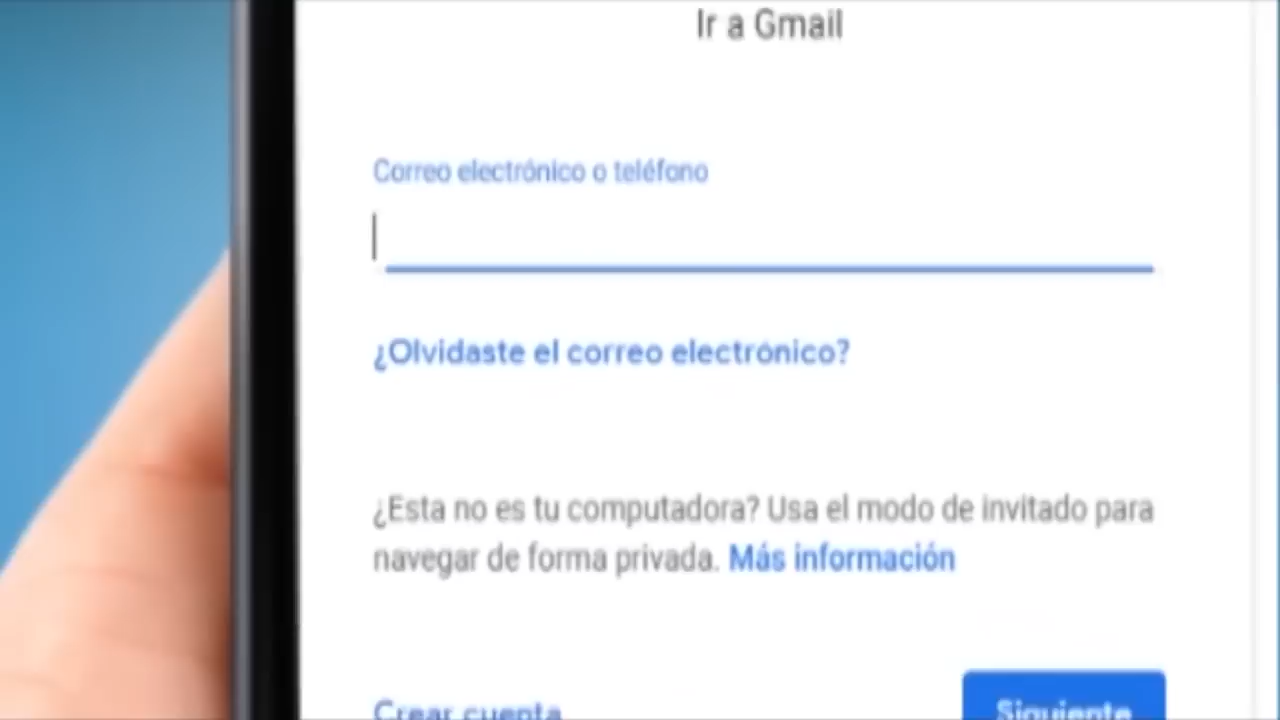 Ir a Gmail
Correo electrónico o teléfono
¿Olvidaste el correo electrónico?
¿Esta no es tu computadora? Usa el modo de invitado para
navegar de forma privada. Más información
Crear cuenta
Siguiente